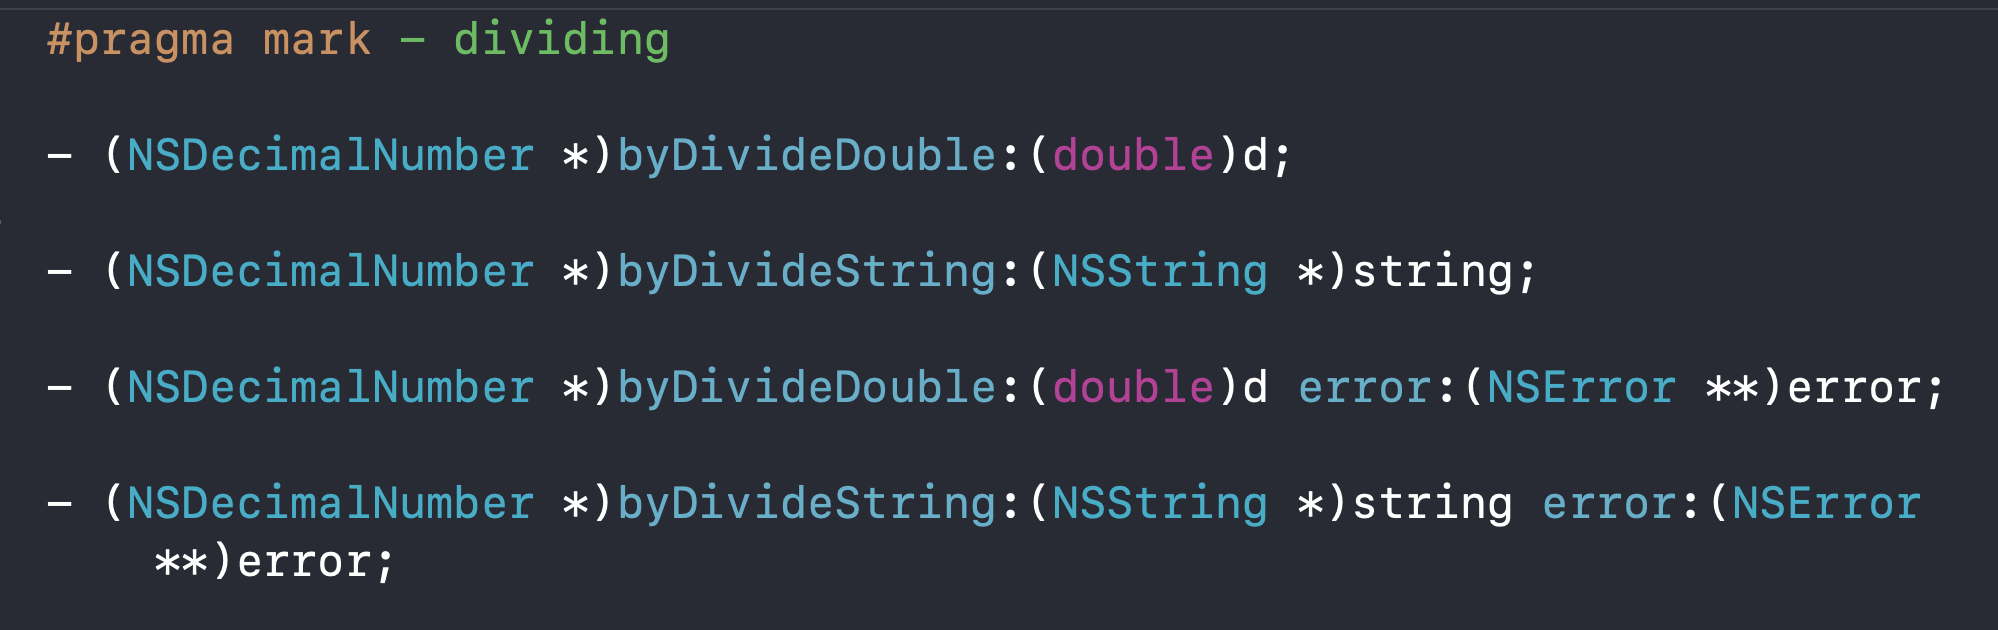 #pragma mark - dividing
- (NSDecimalNumber *)byDivideDouble:(double)d;
- (NSDecimalNumber *)byDivideString:(NSString *)string;
- (NSDecimalNumber *)byDivideDouble:(double)d error:(NSError **)error;
- (NSDecimalNumber *)byDivideString:(NSString *)string error:(NSError
**)error;